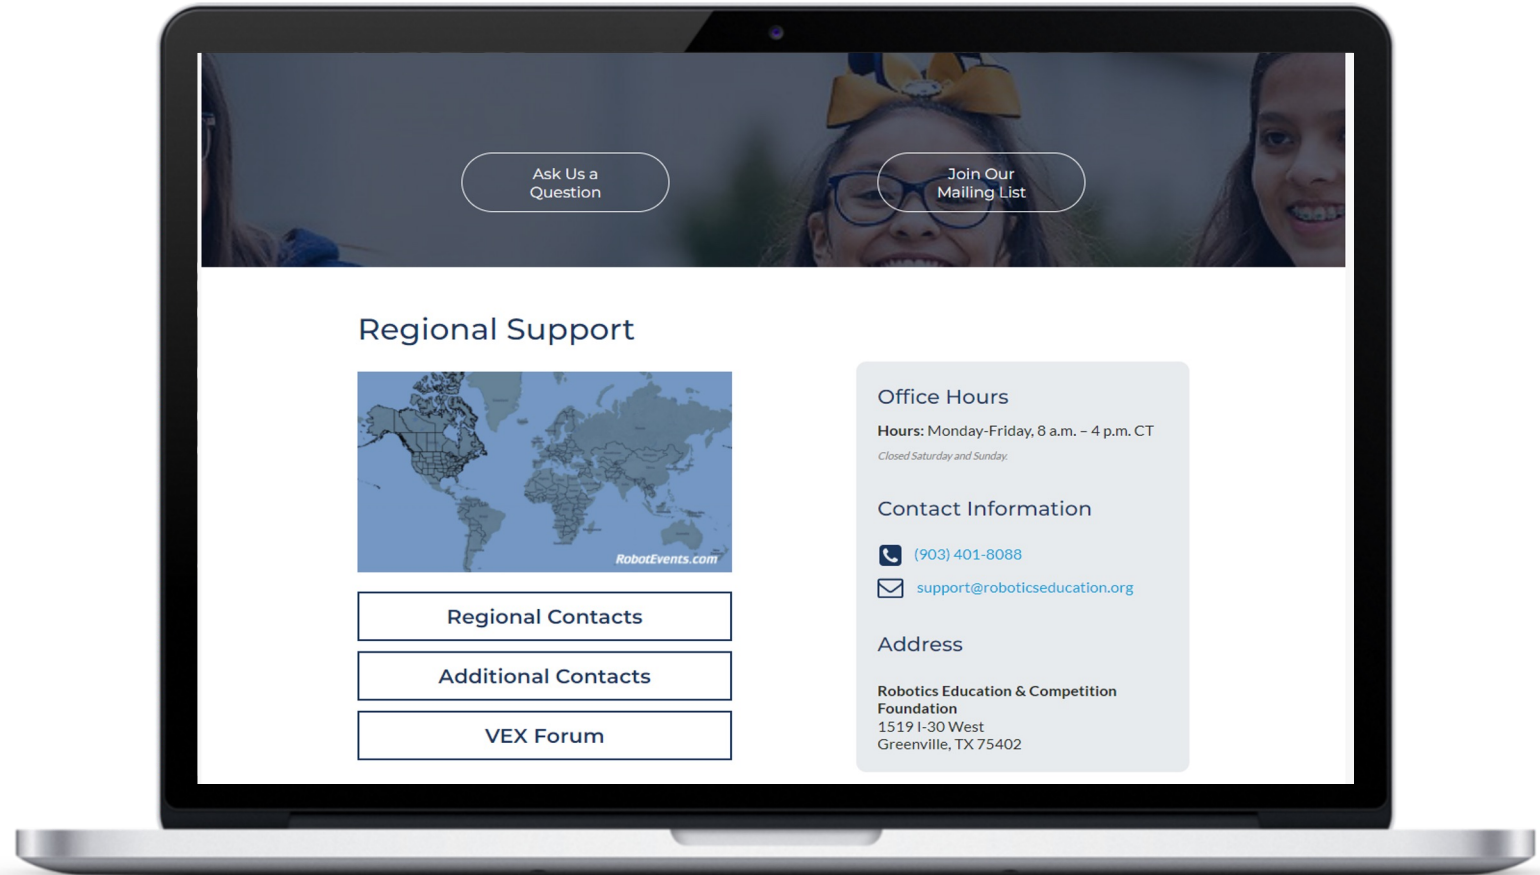 Ask Us a
Question
Join Our
Mailing List
Regional Support
RobotEvents.com
Regional Contacts
Additional Contacts
VEX Forum
Office Hours
Hours: Monday-Friday, 8 a.m. – 4 p.m. CT
Closed Saturday and Sunday.
Contact Information
(903) 401-8088
support@roboticseducation.org
Address
Robotics Education & Competition
Foundation
1519 I-30 West
Greenville, TX 75402